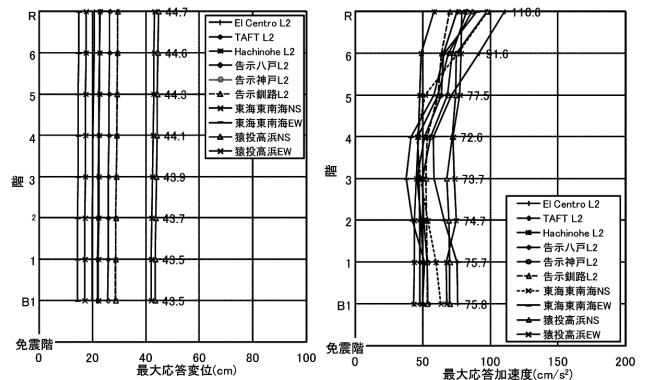 R
6
5
4
3
2
1
B1
免震階
階
44.7
44.6
44.3
44.1
43.9
43.7
43.5
43.5
El Centro L2
TAFT L2
Hachinohe L2
告示八戸L2
告示神戸L2
告示釧路L2
東海東南海NS
東海東南海EW
猿投高浜NS
猿投高浜EW
0 20 40 60 80 100
最大応答変位(cm)
R
6
5
4
3
2
1
B1
免震階
階
110.6
91.6
77.5
72.6
73.7
74.7
75.7
75.8
El Centro L2
TAFT L2
Hachinohe L2
告示八戸L2
告示神戸L2
告示釧路L2
東海東南海NS
東海東南海EW
猿投高浜NS
猿投高浜EW
0 50 100 150 200
最大応答加速度(cm/s²)